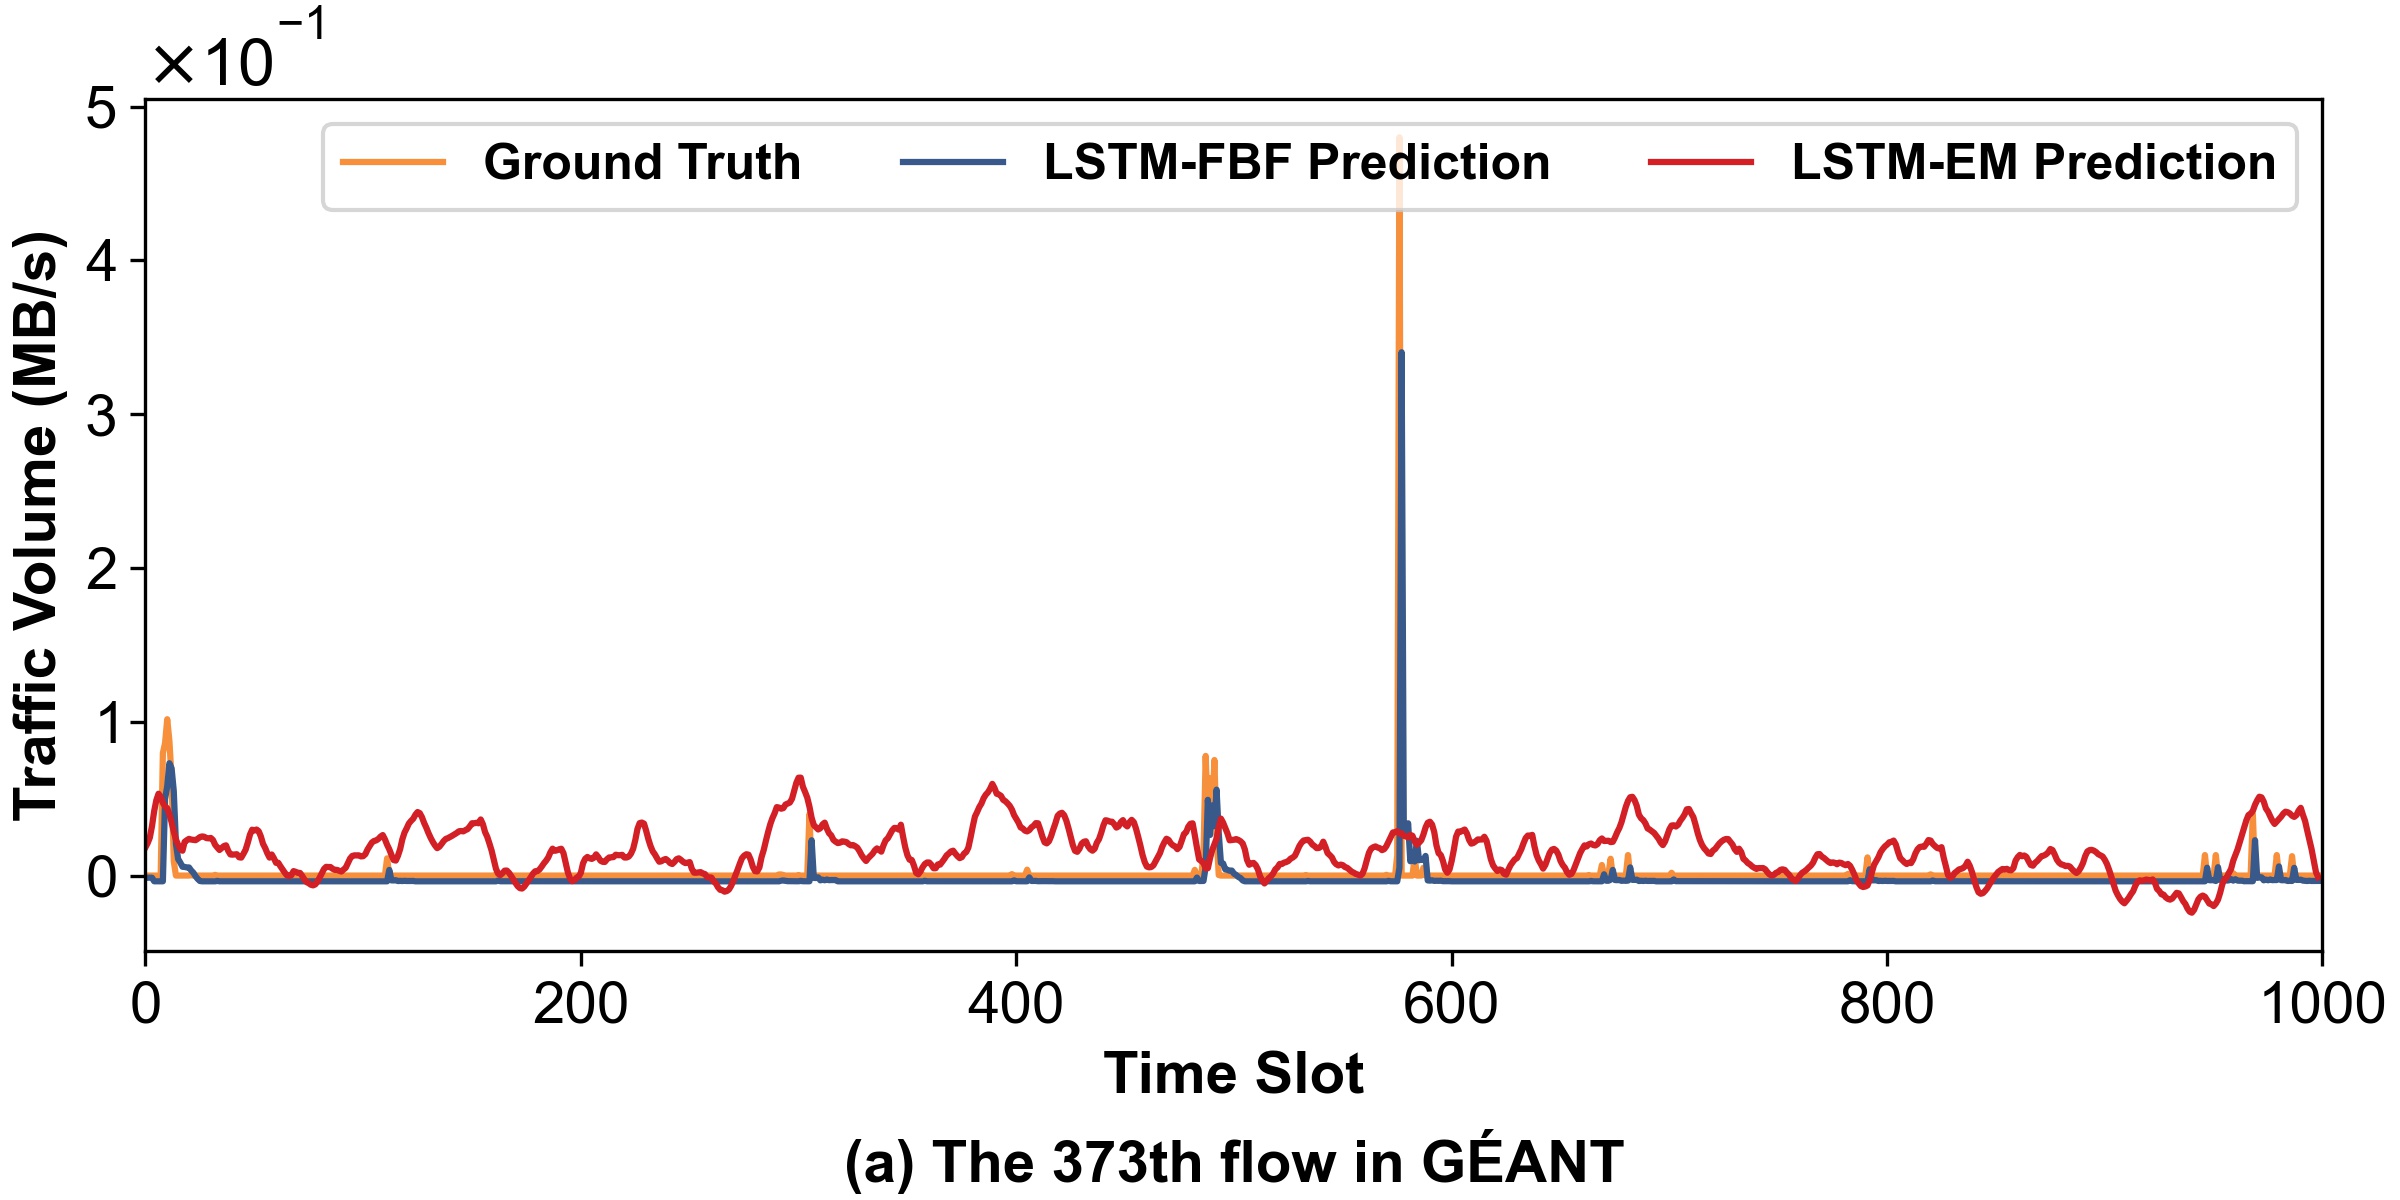 ×10⁻¹
5
4
3
2
1
0
Traffic Volume (MB/s)
Ground Truth LSTM-FBF Prediction LSTM-EM Prediction
0 200 400 600 800 1000
Time Slot
(a) The 373th flow in GÉANT